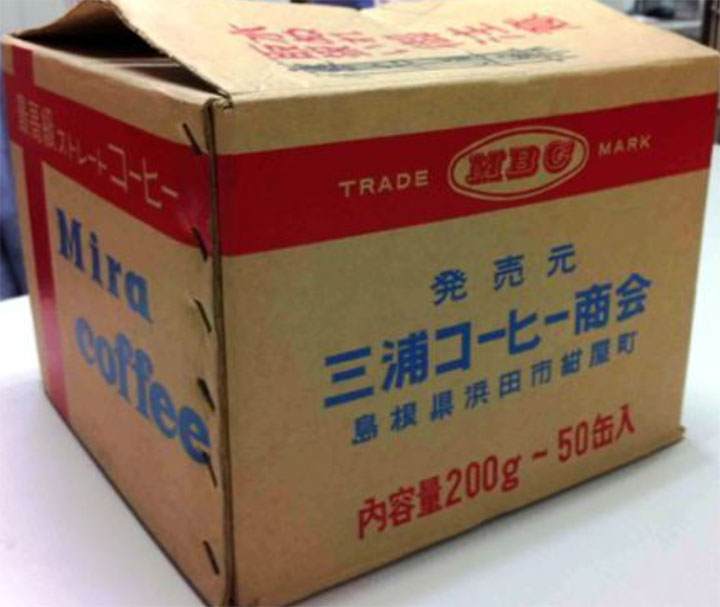 最高級ストレートコーヒー
Mira
coffee
TRADE MBC MARK
発売元
三浦コーヒー商会
島根県浜田市紺屋町
内容量200g~50缶入